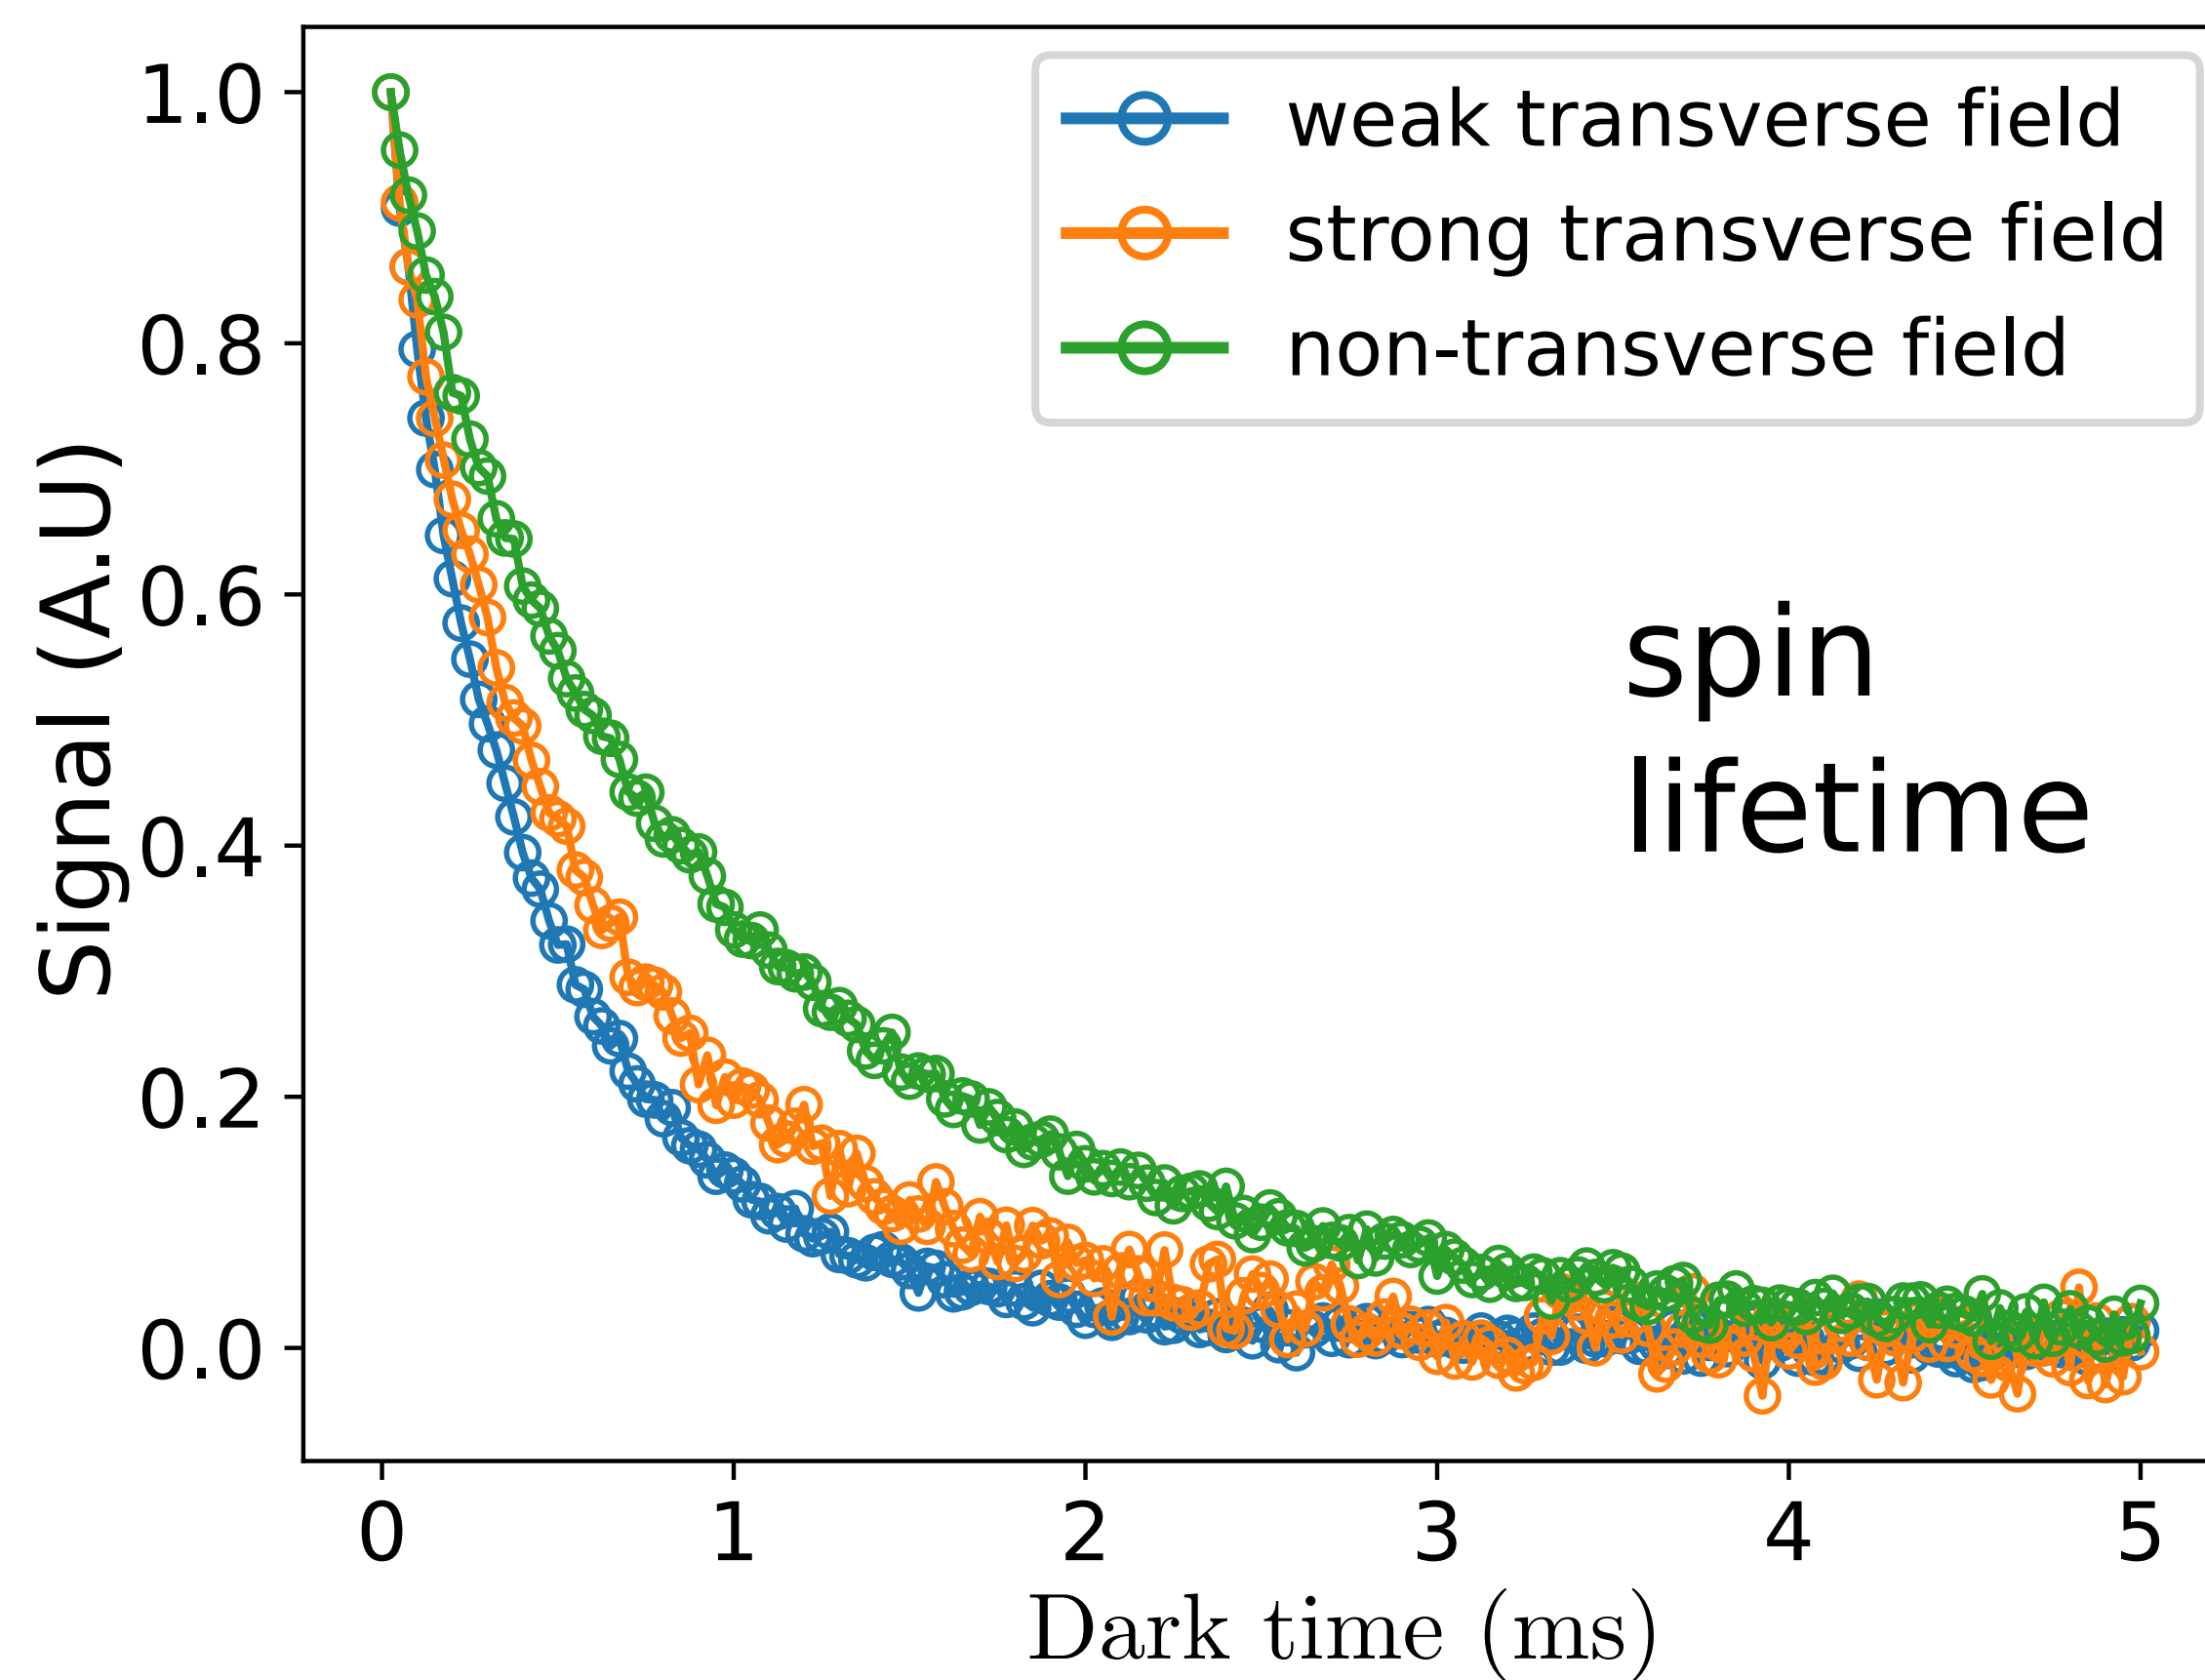 weak transverse field
strong transverse field
non-transverse field
spin
lifetime
Signal (A.U)
1.0
0.8
0.6
0.4
0.2
0.0
0 1 2 3 4 5
Dark time (ms)